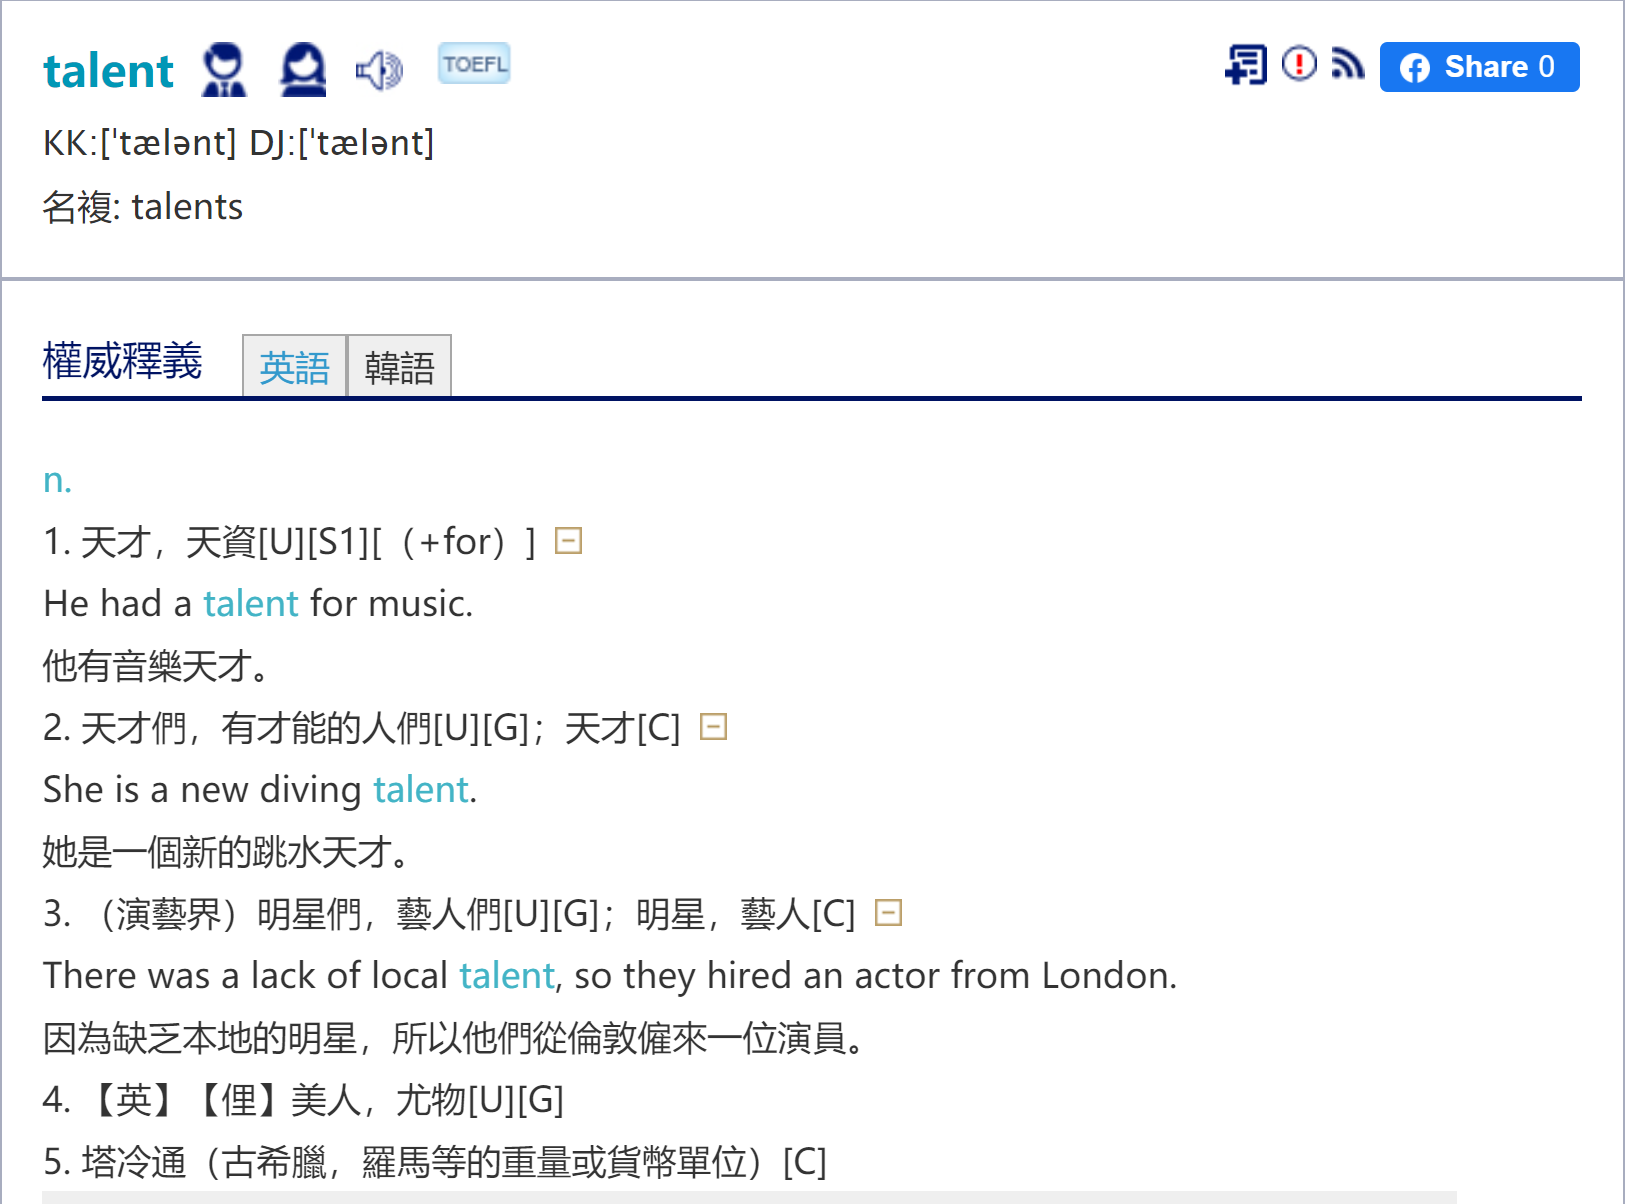 talent TOEFL Share 0
KK:[ˈtælənt] DJ:[ˈtælənt]
名複: talents
權威釋義 英語 韓語
n.
1. 天才，天資[U][S1][（+for）]
He had a talent for music.
他有音樂天才。
2. 天才們，有才能的人們[U][G]；天才[C]
She is a new diving talent.
她是一個新的跳水天才。
3. （演藝界）明星們，藝人們[U][G]；明星，藝人[C]
There was a lack of local talent, so they hired an actor from London.
因為缺乏本地的明星，所以他們從倫敦僱來一位演員。
4. 【英】【俚】美人，尤物[U][G]
5. 塔冷通（古希臘，羅馬等的重量或貨幣單位）[C]